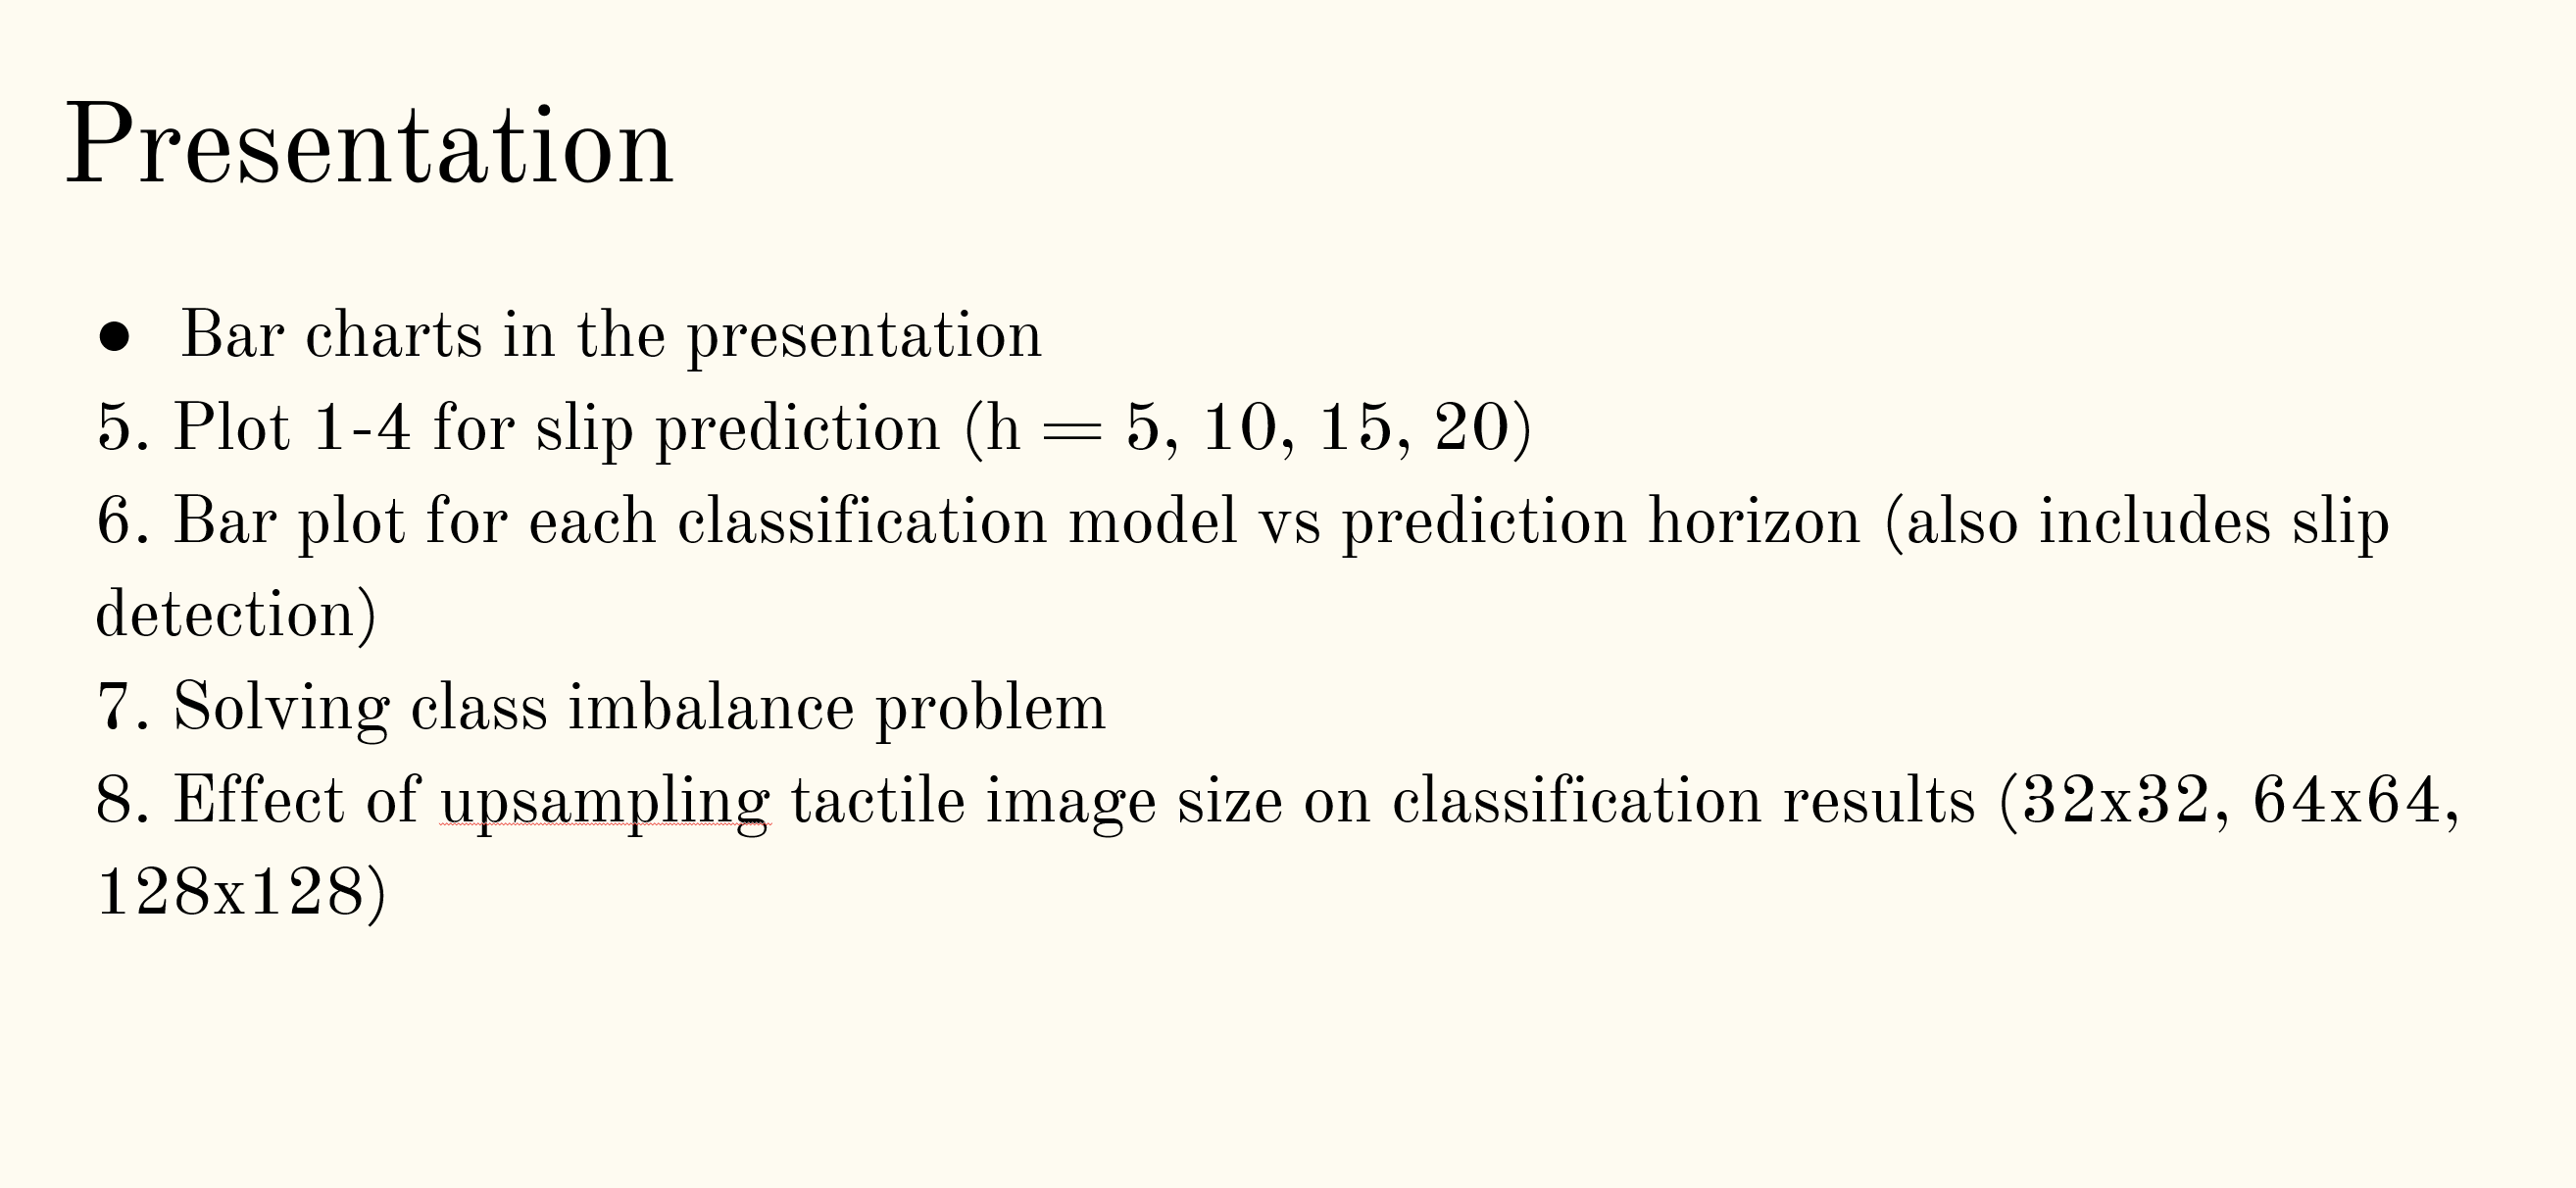 Presentation
● Bar charts in the presentation
5. Plot 1-4 for slip prediction (h = 5, 10, 15, 20)
6. Bar plot for each classification model vs prediction horizon (also includes slip
detection)
7. Solving class imbalance problem
8. Effect of upsampling tactile image size on classification results (32x32, 64x64,
128x128)